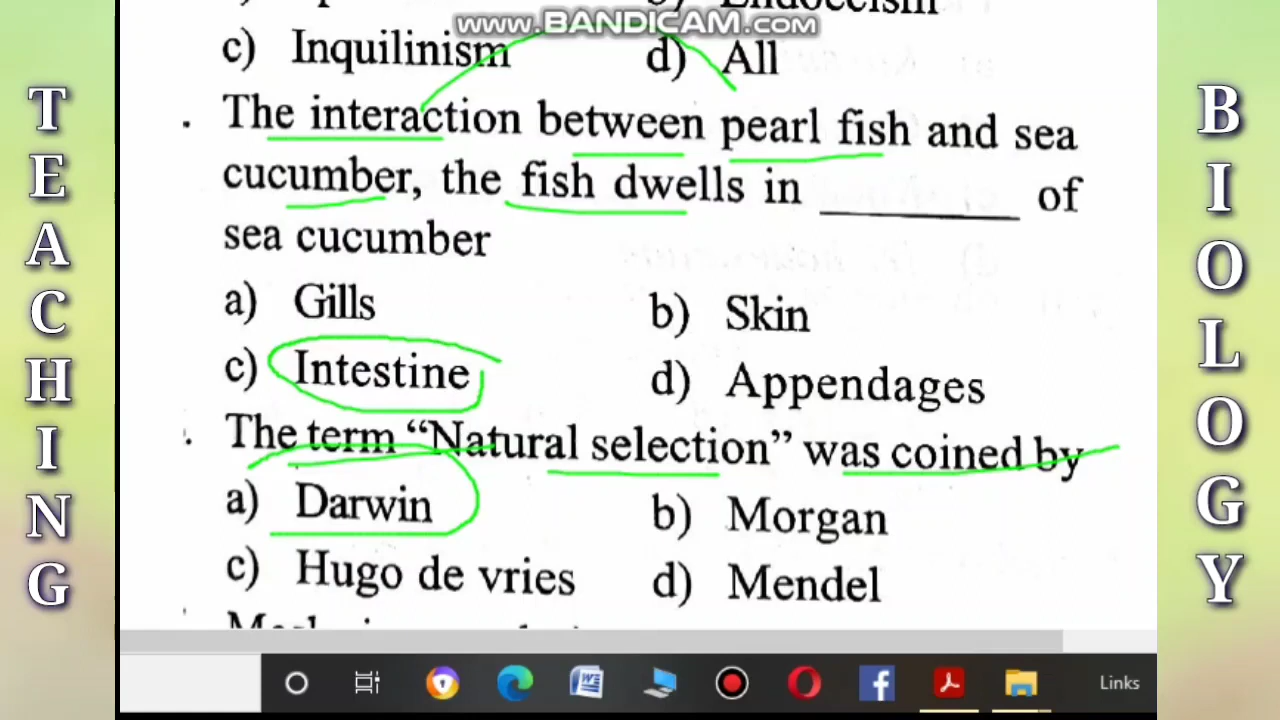 www.BANDICAM.com
c) Inquilinism d) All
. The interaction between pearl fish and sea
cucumber, the fish dwells in ________ of
sea cucumber
a) Gills b) Skin
c) Intestine d) Appendages
. The term “Natural selection” was coined by
a) Darwin b) Morgan
c) Hugo de vries d) Mendel
Links
TEACHING
BIOLOGY